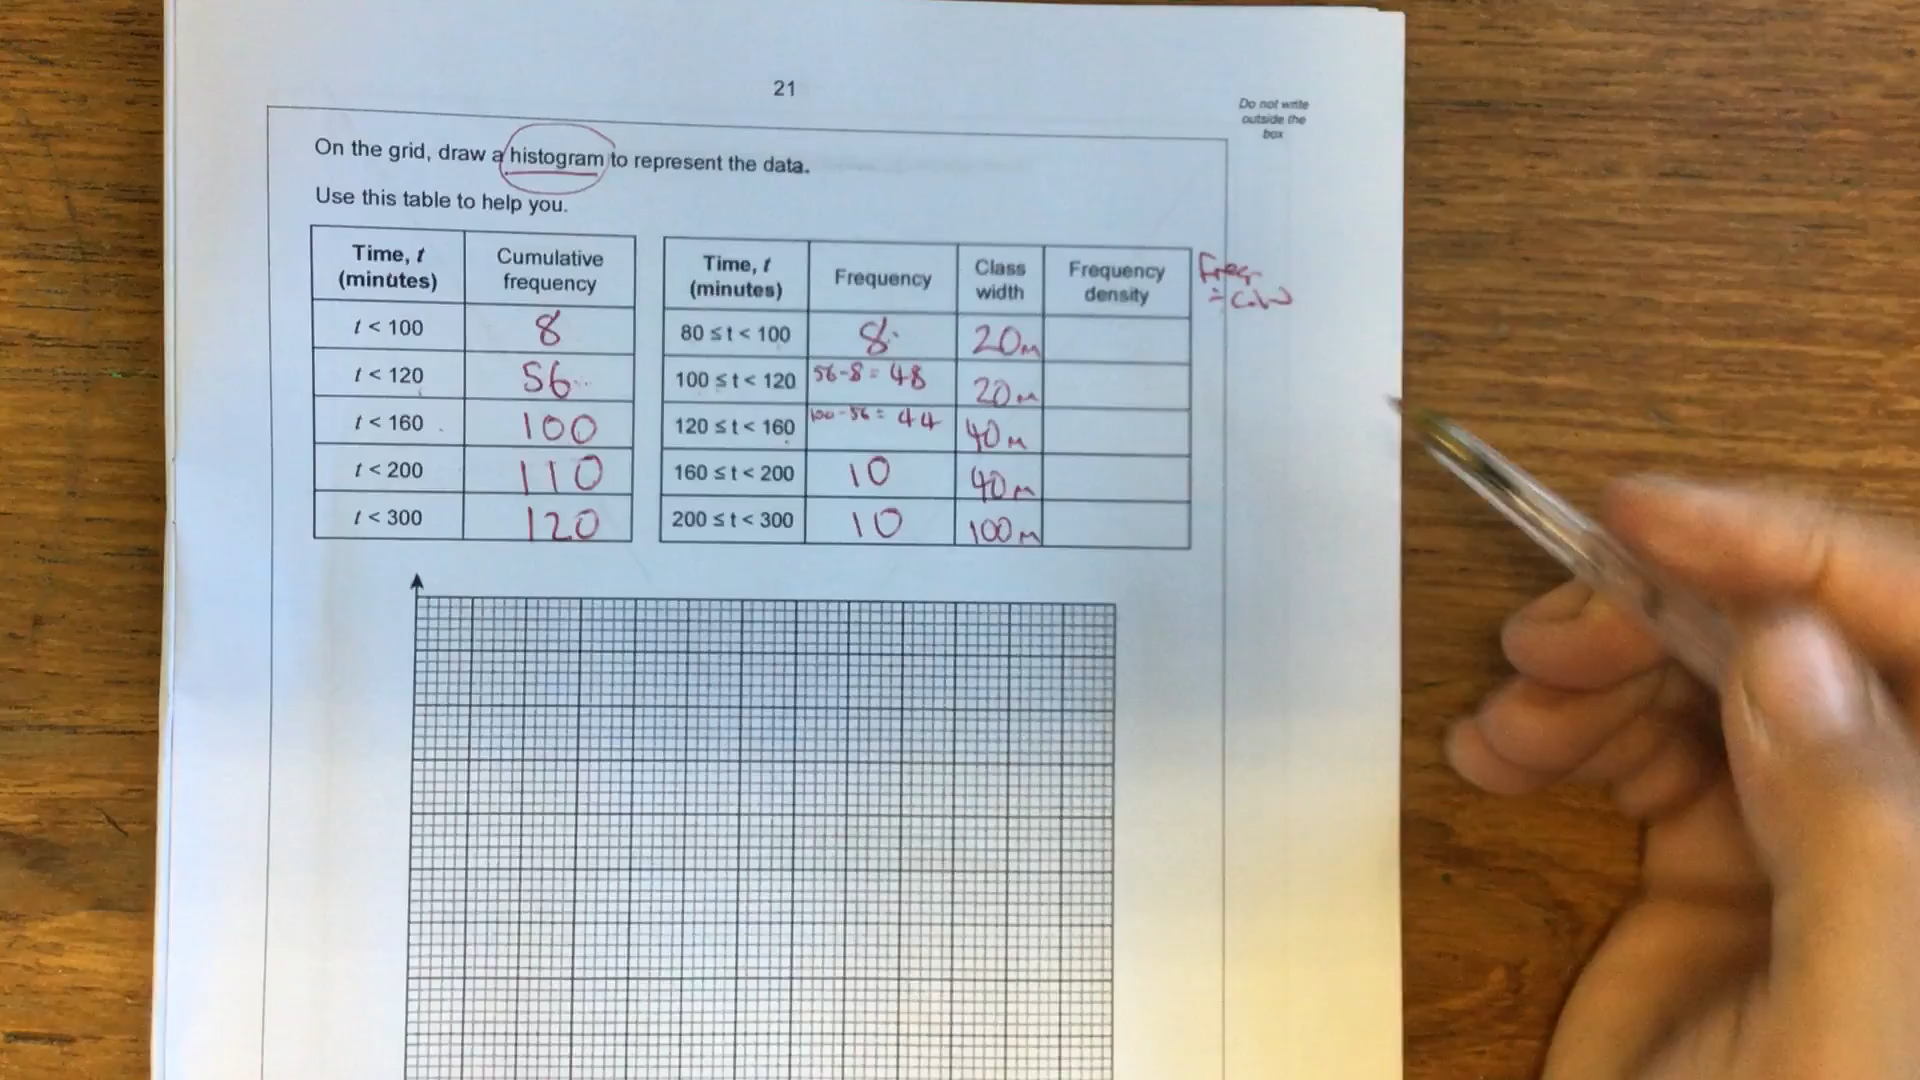 21
Do not write
outside the
box
On the grid, draw a histogram to represent the data.
Use this table to help you.
Time, t
(minutes)
Cumulative
frequency
t < 100
8
t < 120
56
t < 160
100
t < 200
110
t < 300
120
Time, t
(minutes)
Frequency
Class
width
Frequency
density
Freq
÷ C.W
80 ≤ t < 100
8
20m
100 ≤ t < 120
56-8 = 48
20m
120 ≤ t < 160
100-56 = 44
40m
160 ≤ t < 200
10
40m
200 ≤ t < 300
10
100m